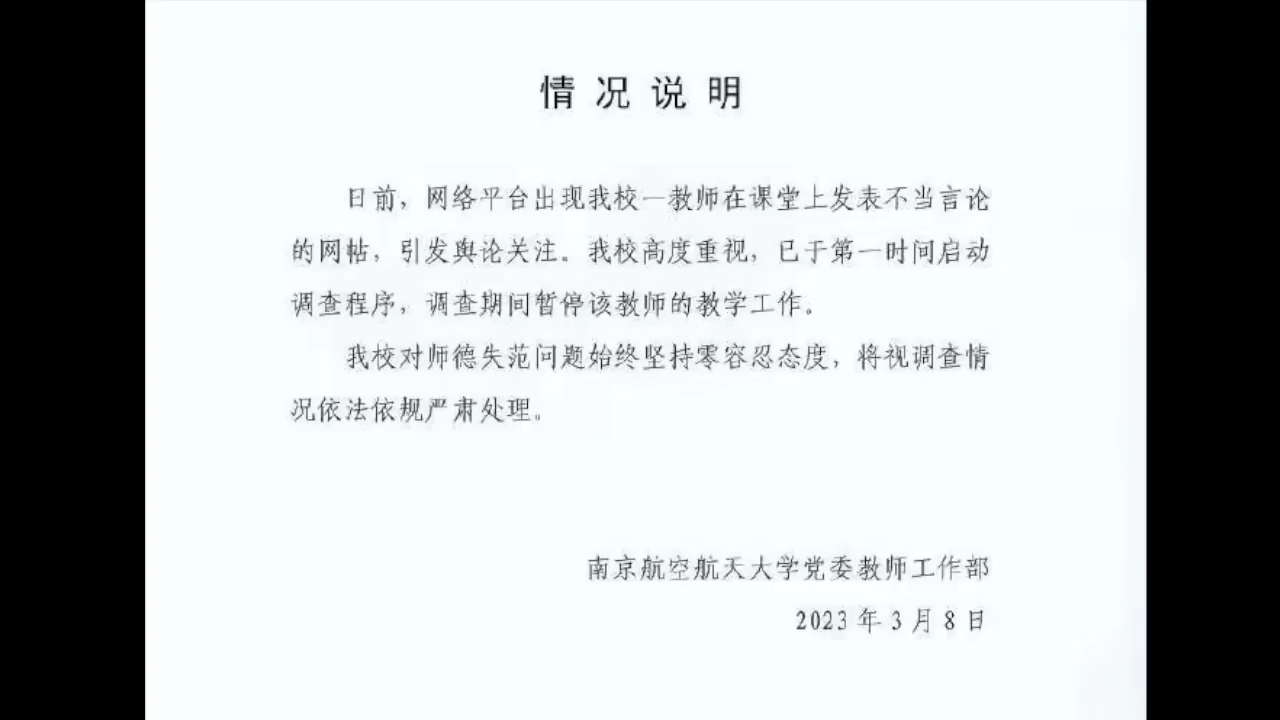 情况说明
日前，网络平台出现我校一教师在课堂上发表不当言论
的网帖，引发舆论关注。我校高度重视，已于第一时间启动
调查程序，调查期间暂停该教师的教学工作。
我校对师德失范问题始终坚持零容忍态度，将视调查情
况依法依规严肃处理。
南京航空航天大学党委教师工作部
2023年3月8日